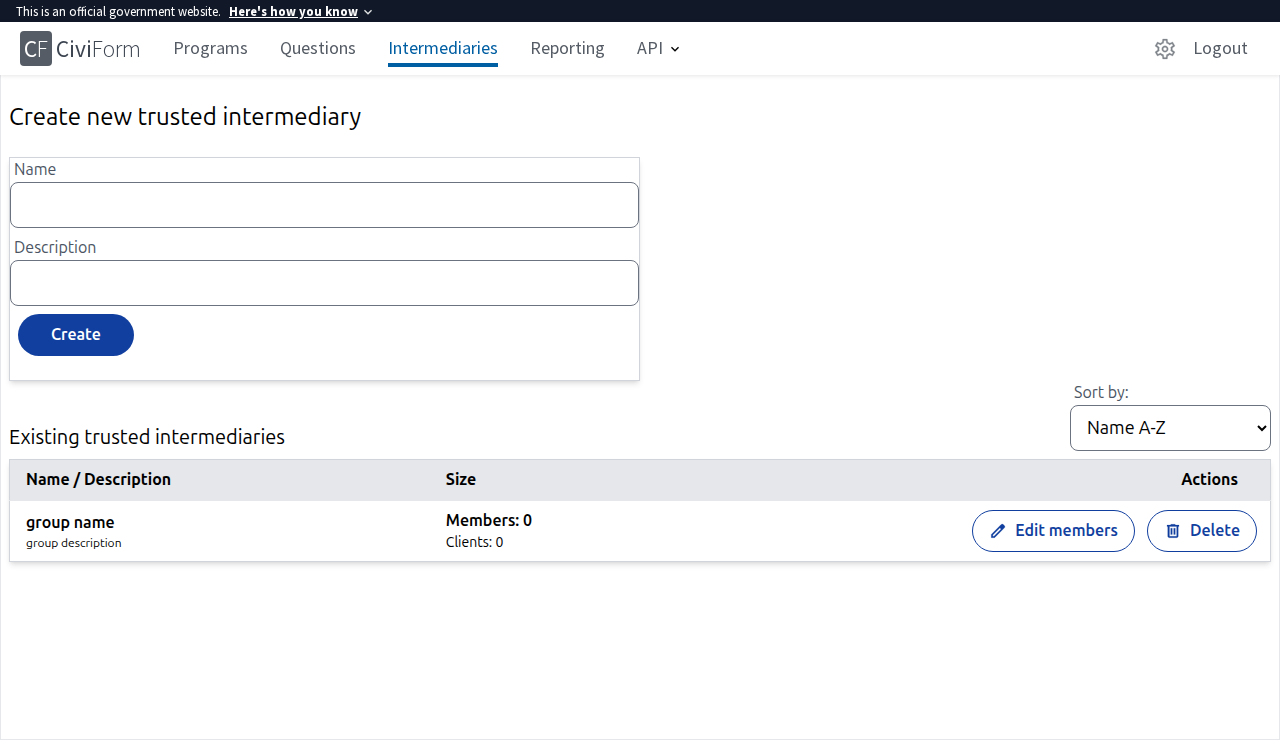 This is an official government website. Here's how you know
CF CiviForm Programs Questions Intermediaries Reporting API Logout
Create new trusted intermediary
Name
Description
Create
Sort by:
Name A-Z
Existing trusted intermediaries
Name / Description Size Actions
group name Members: 0 Edit members Delete
group description Clients: 0